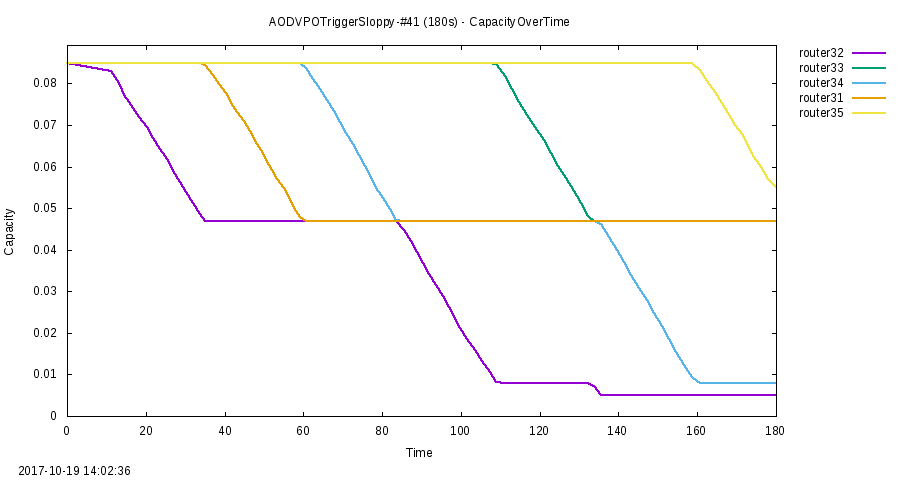 AODVPOTriggerSloppy-#41 (180s) - CapacityOverTime
router32
router33
router34
router31
router35
0.08
0.07
0.06
0.05
0.04
0.03
0.02
0.01
0
Capacity
0 20 40 60 80 100 120 140 160 180
Time
2017-10-19 14:02:36